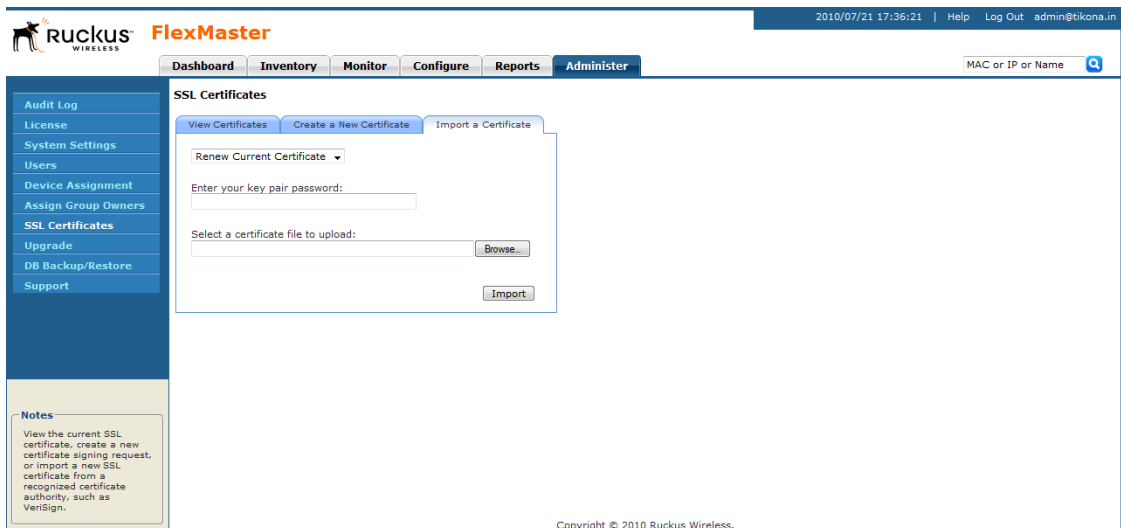 2010/07/21 17:36:21 | Help Log Out admin@tikona.in
RUCKUS WIRELESS FlexMaster
Dashboard Inventory Monitor Configure Reports Administer
MAC or IP or Name
Audit Log
License
System Settings
Users
Device Assignment
Assign Group Owners
SSL Certificates
Upgrade
DB Backup/Restore
Support
SSL Certificates
View Certificates Create a New Certificate Import a Certificate
Renew Current Certificate
Enter your key pair password:
Select a certificate file to upload:
Browse...
Import
Notes
View the current SSL
certificate, create a new
certificate signing request,
or import a new SSL
certificate from a
recognized certificate
authority, such as
VeriSign.
Copyright © 2010 Ruckus Wireless.